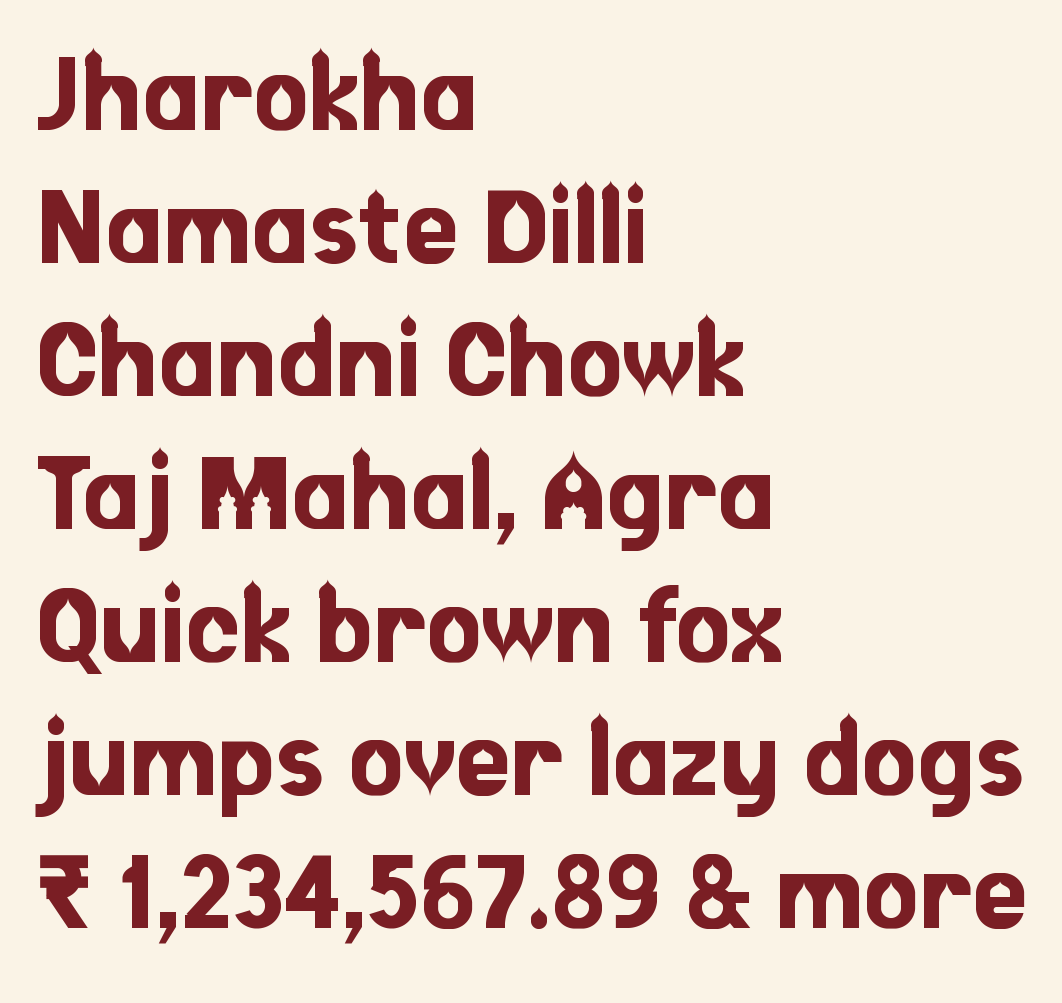 Jharokha
Namaste Dilli
Chandni Chowk
Taj Mahal, Agra
Quick brown fox
jumps over lazy dogs
₹ 1,234,567.89 & more